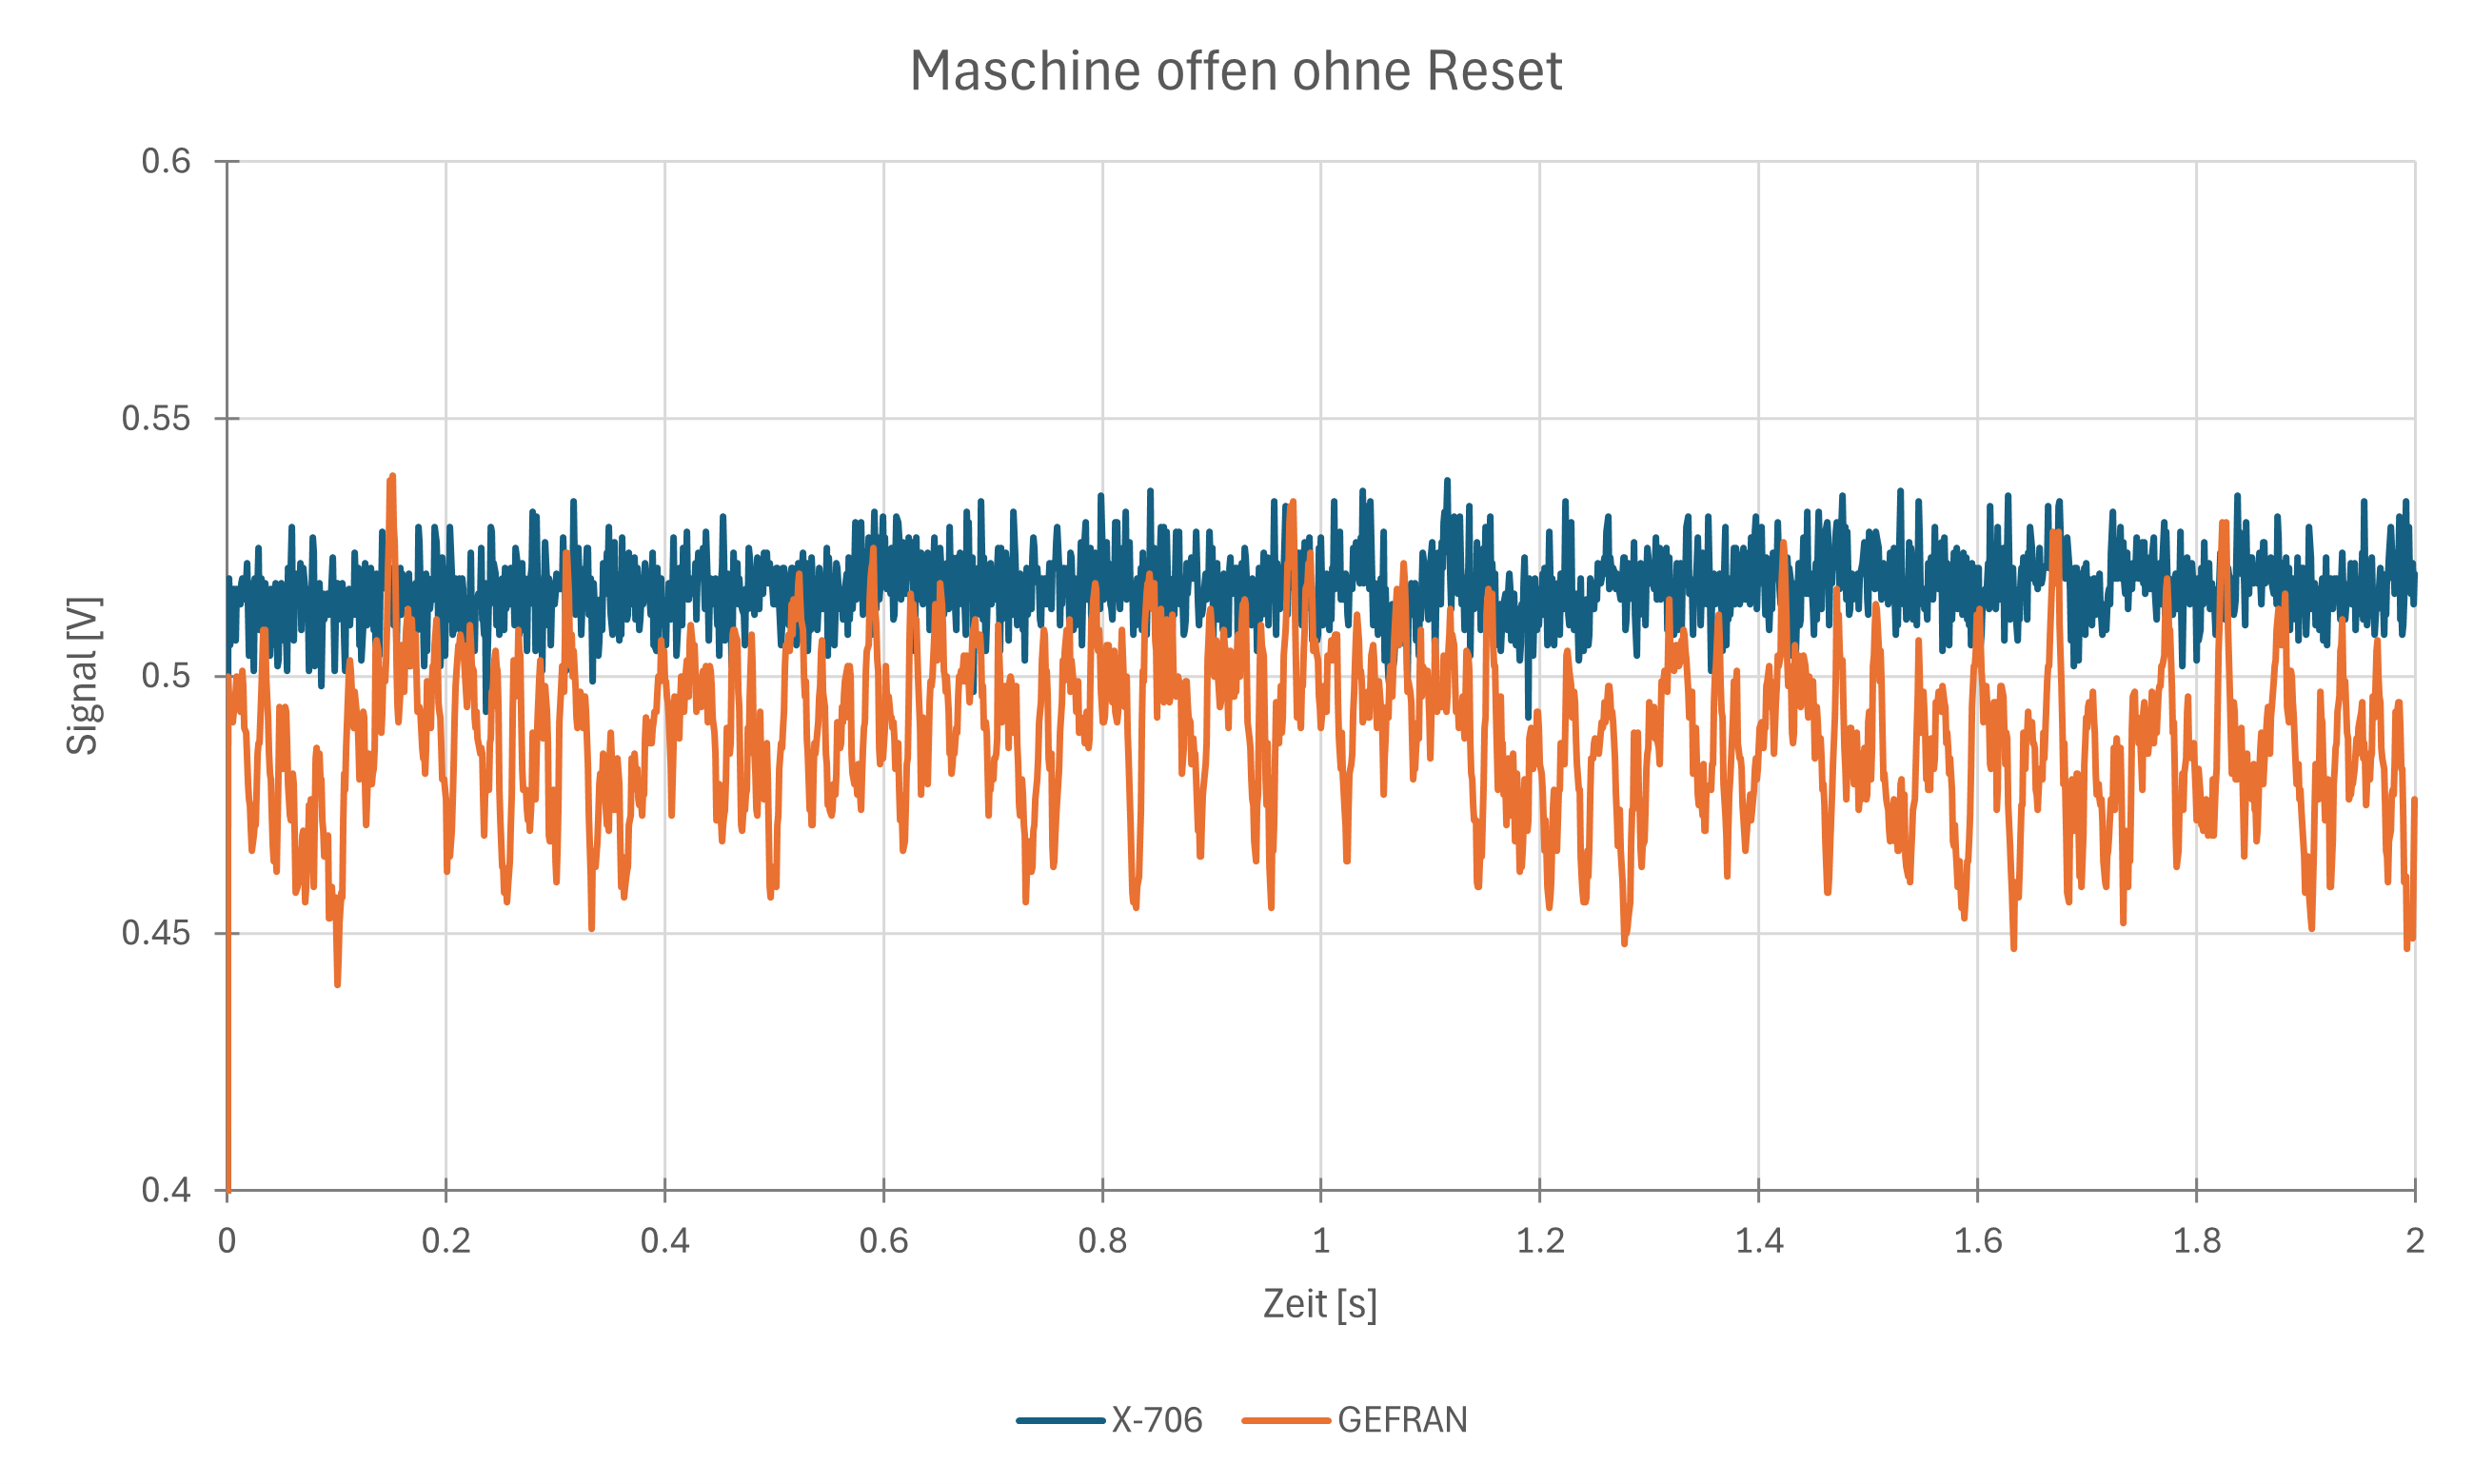 Maschine offen ohne Reset
0.6
0.55
0.5
0.45
0.4
Signal [V]
0 0.2 0.4 0.6 0.8 1 1.2 1.4 1.6 1.8 2
Zeit [s]
X-706 GEFRAN